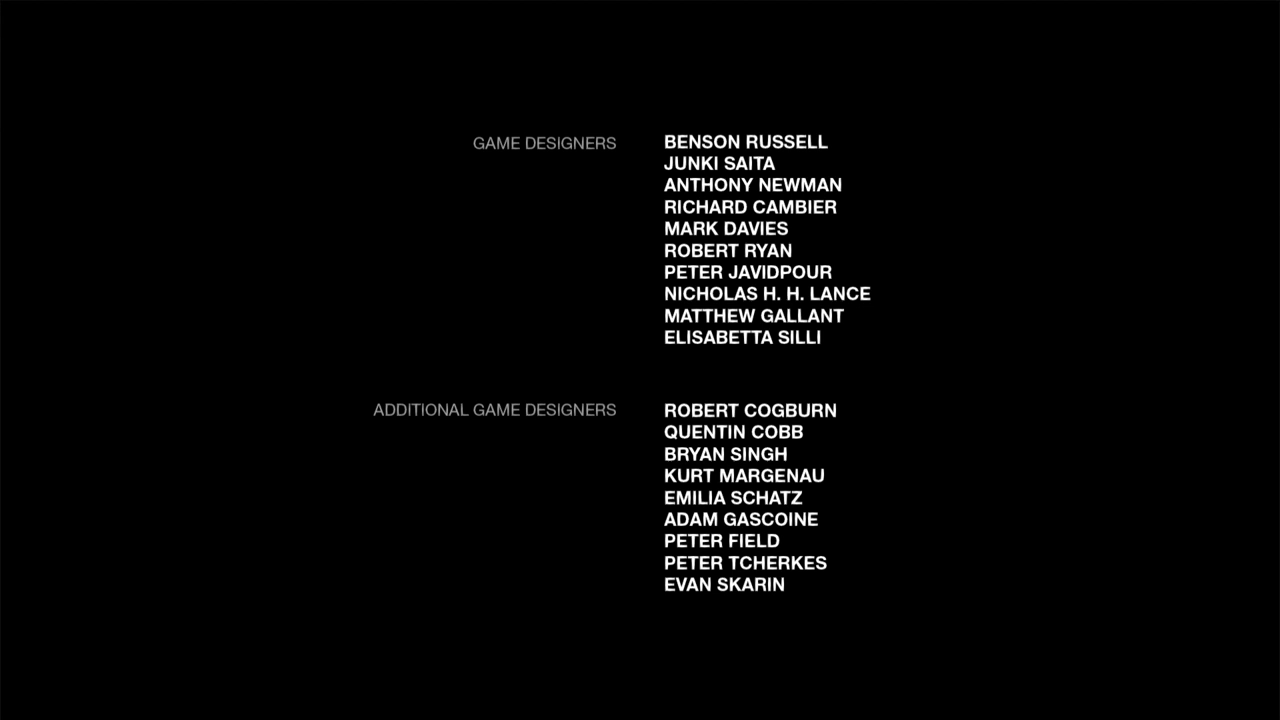 GAME DESIGNERS BENSON RUSSELL
JUNKI SAITA
ANTHONY NEWMAN
RICHARD CAMBIER
MARK DAVIES
ROBERT RYAN
PETER JAVIDPOUR
NICHOLAS H. H. LANCE
MATTHEW GALLANT
ELISABETTA SILLI
ADDITIONAL GAME DESIGNERS ROBERT COGBURN
QUENTIN COBB
BRYAN SINGH
KURT MARGENAU
EMILIA SCHATZ
ADAM GASCOINE
PETER FIELD
PETER TCHERKES
EVAN SKARIN